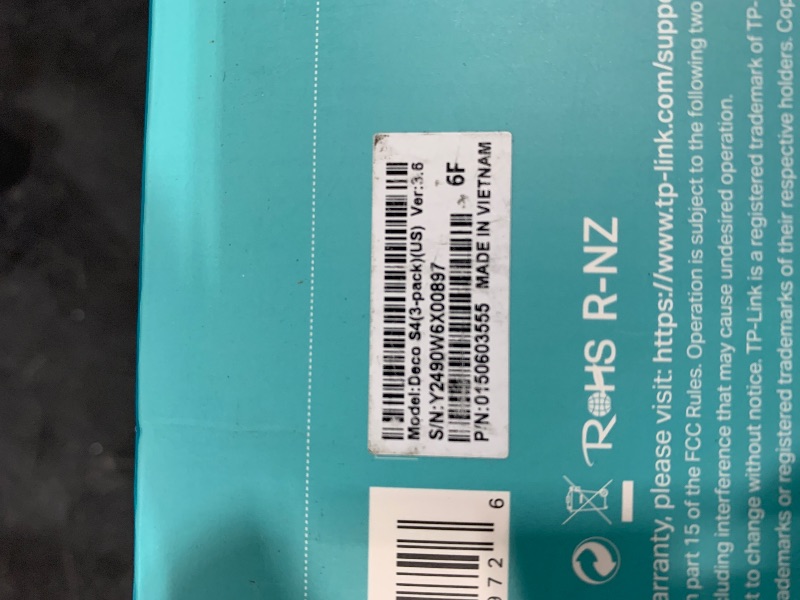 Model:Deco S4(3-pack)(US) Ver:3.6
S/N:Y2490W6X00897
6F
P/N:0150603555 MADE IN VIETNAM
972 6
RoHS R-NZ
arranty, please visit: https://www.tp-link.com/suppo
n part 15 of the FCC Rules. Operation is subject to the following two
cluding interference that may cause undesired operation.
t to change without notice. TP-Link is a registered trademark of TP-
ademarks or registered trademarks of their respective holders. Cop